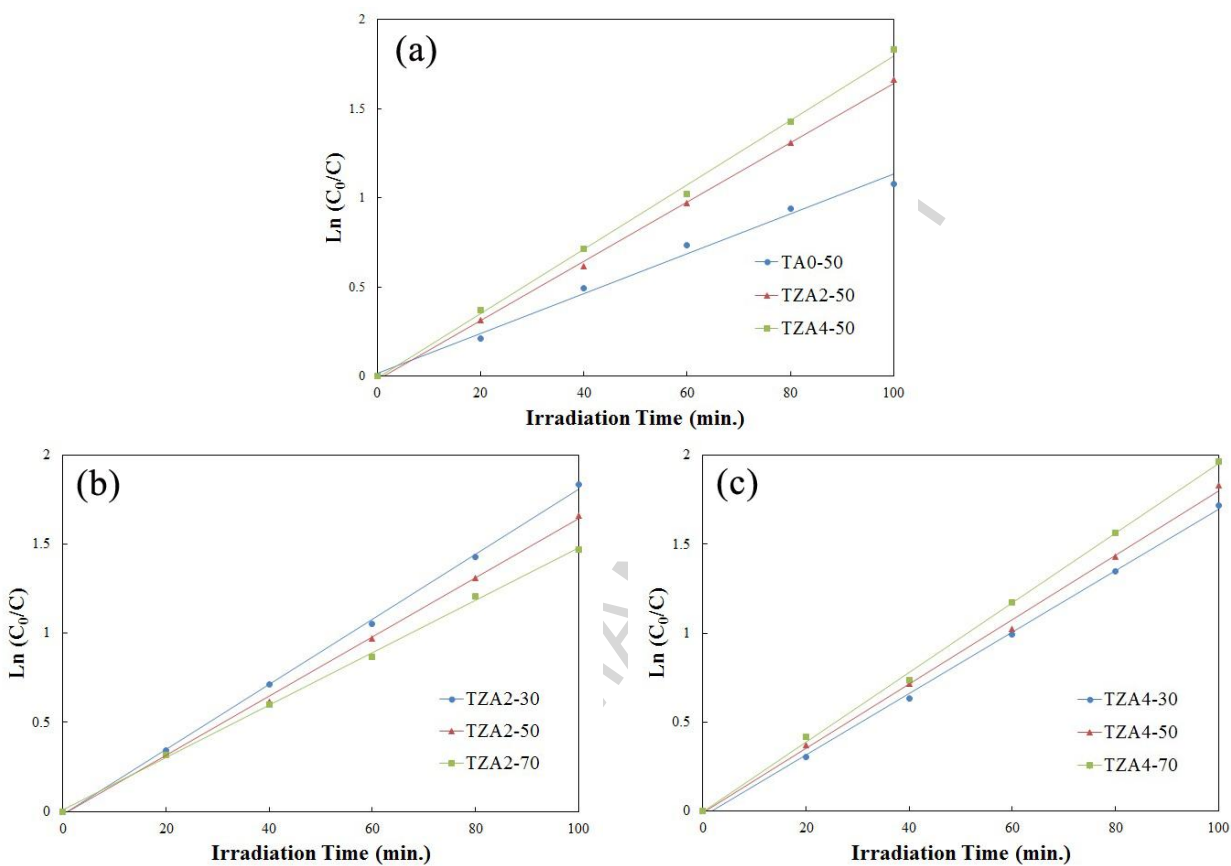 (a)
2
1.5
1
0.5
0
Ln (C₀/C)
TA0-50
TZA2-50
TZA4-50
0 20 40 60 80 100
Irradiation Time (min.)
(b)
2
1.5
1
0.5
0
Ln (C₀/C)
TZA2-30
TZA2-50
TZA2-70
0 20 40 60 80 100
Irradiation Time (min.)
(c)
2
1.5
1
0.5
0
Ln (C₀/C)
TZA4-30
TZA4-50
TZA4-70
0 20 40 60 80 100
Irradiation Time (min.)